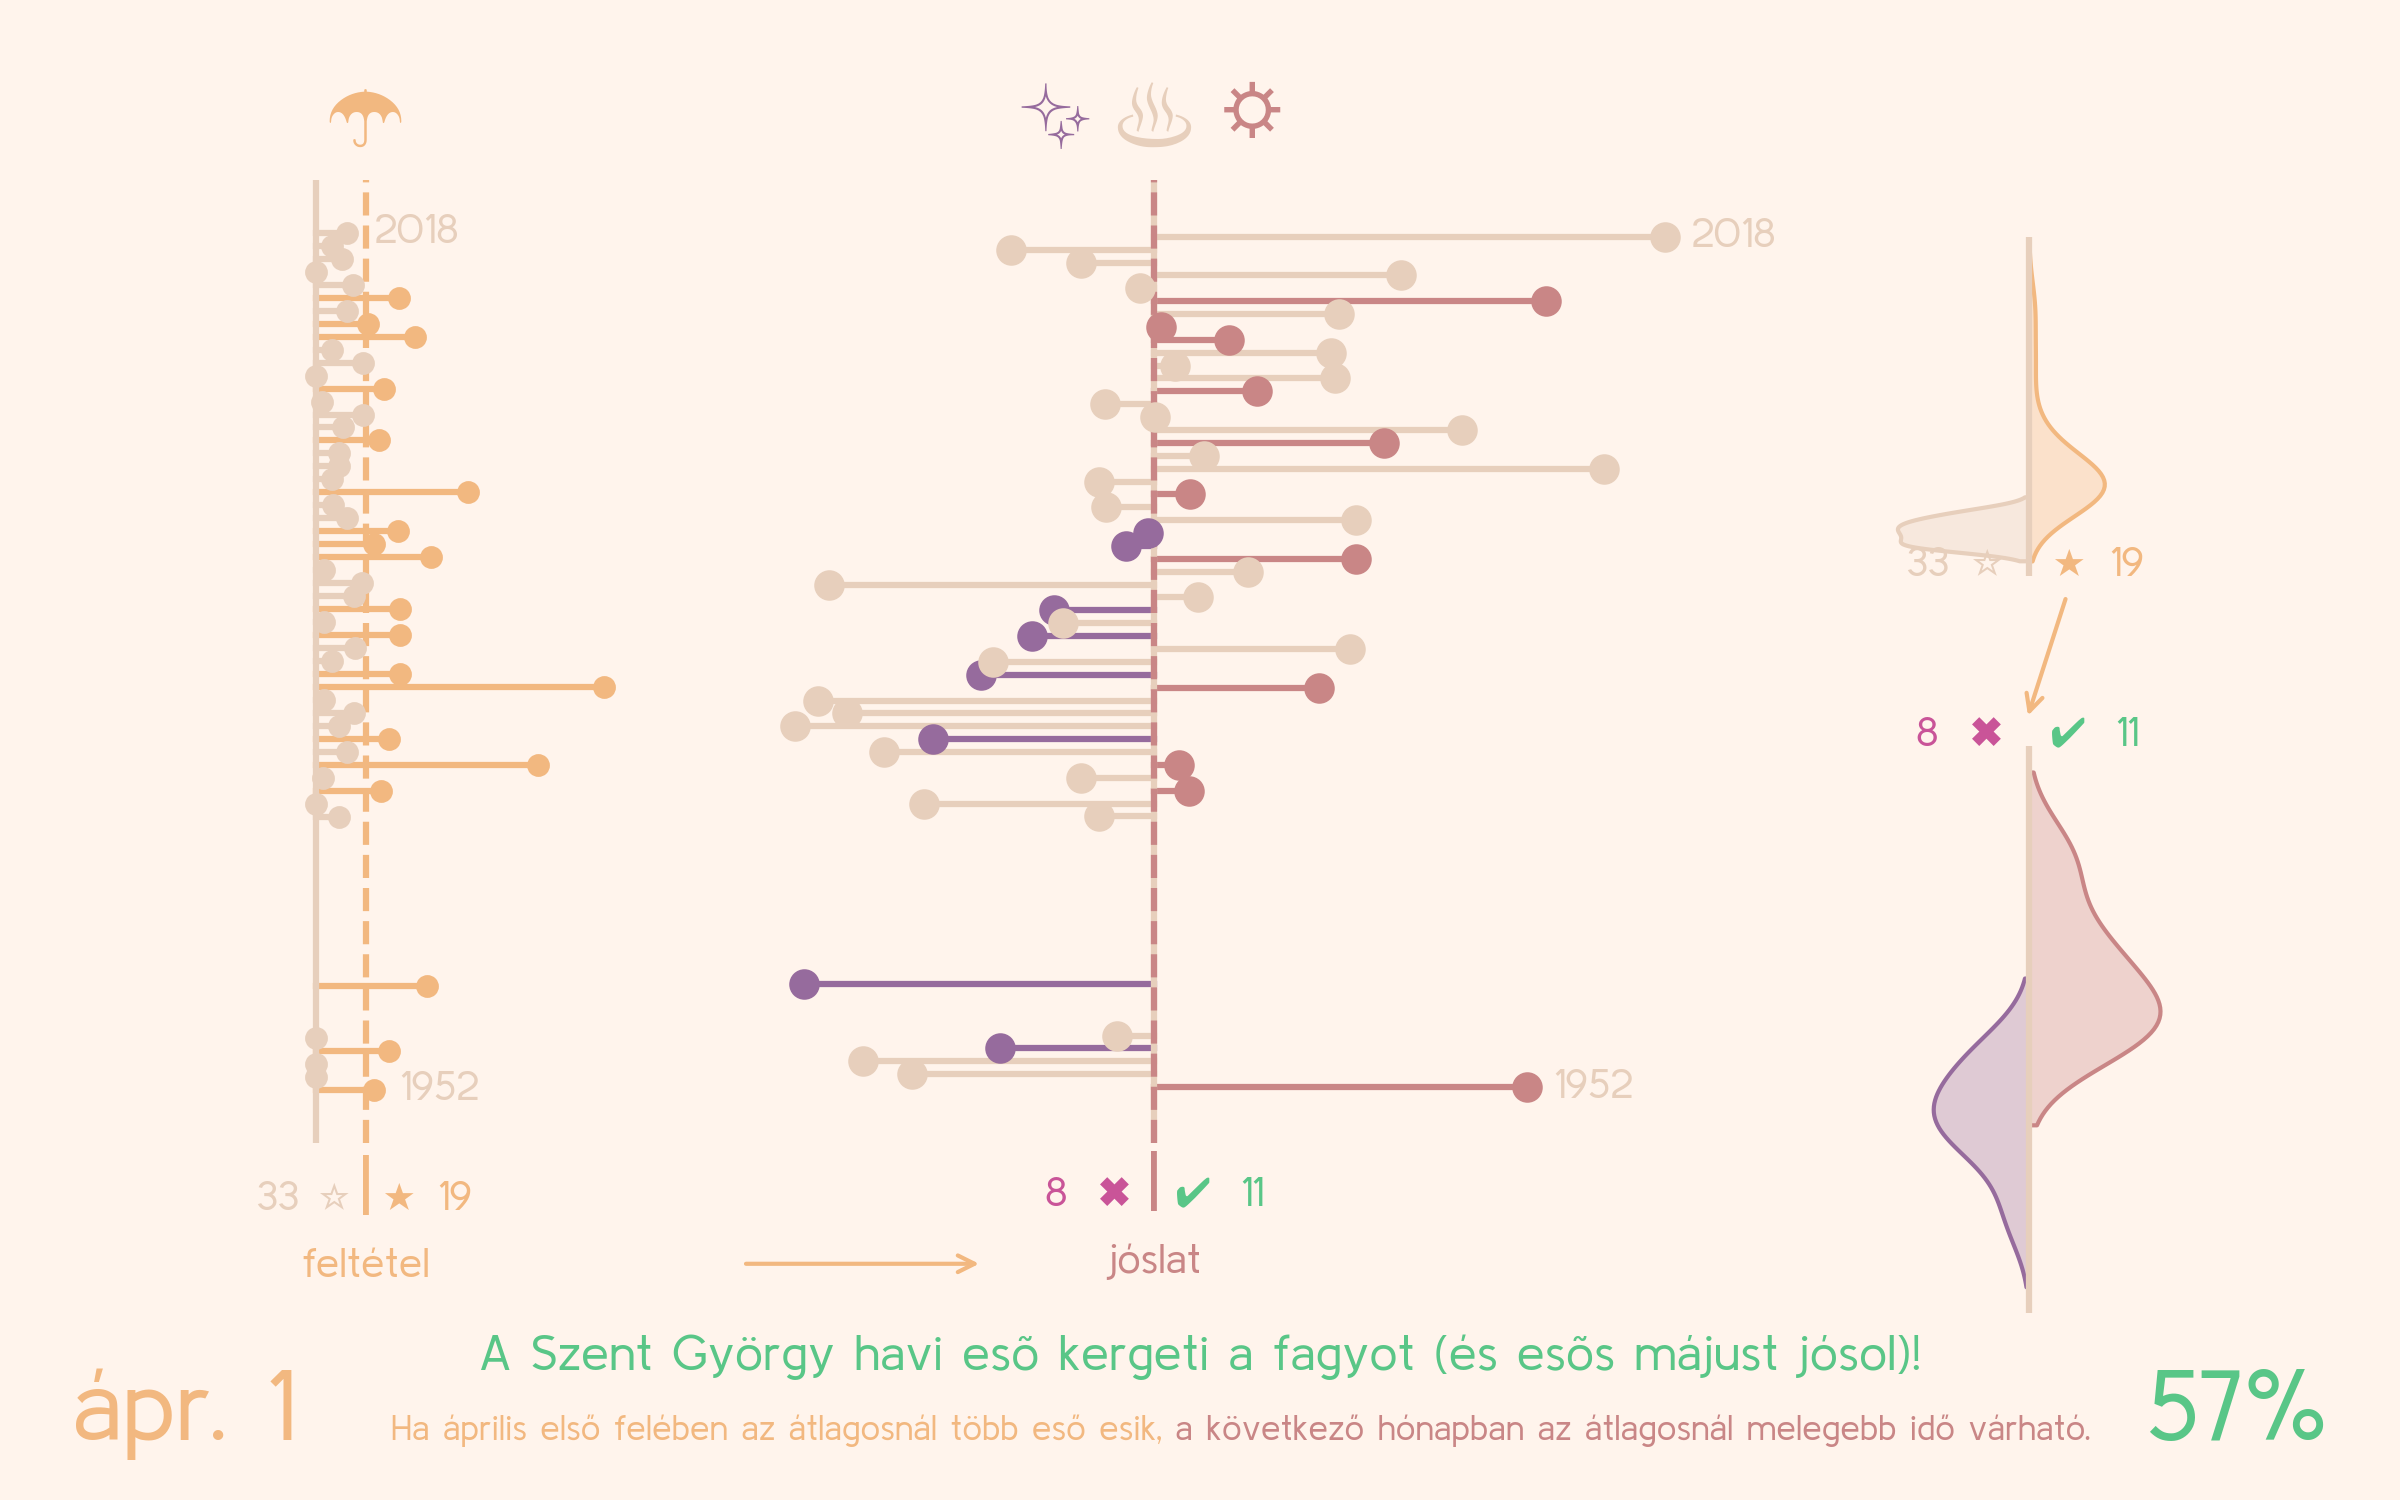 2018
2018
33 ☆ ★ 19
8 ✖ ✔ 11
1952
1952
33 ☆ ★ 19
8 ✖ ✔ 11
feltétel
jóslat
A Szent György havi esõ kergeti a fagyot (és esõs májust jósol)!
ápr. 1
57%
Ha április első felében az átlagosnál több eső esik, a következő hónapban az átlagosnál melegebb idő várható.